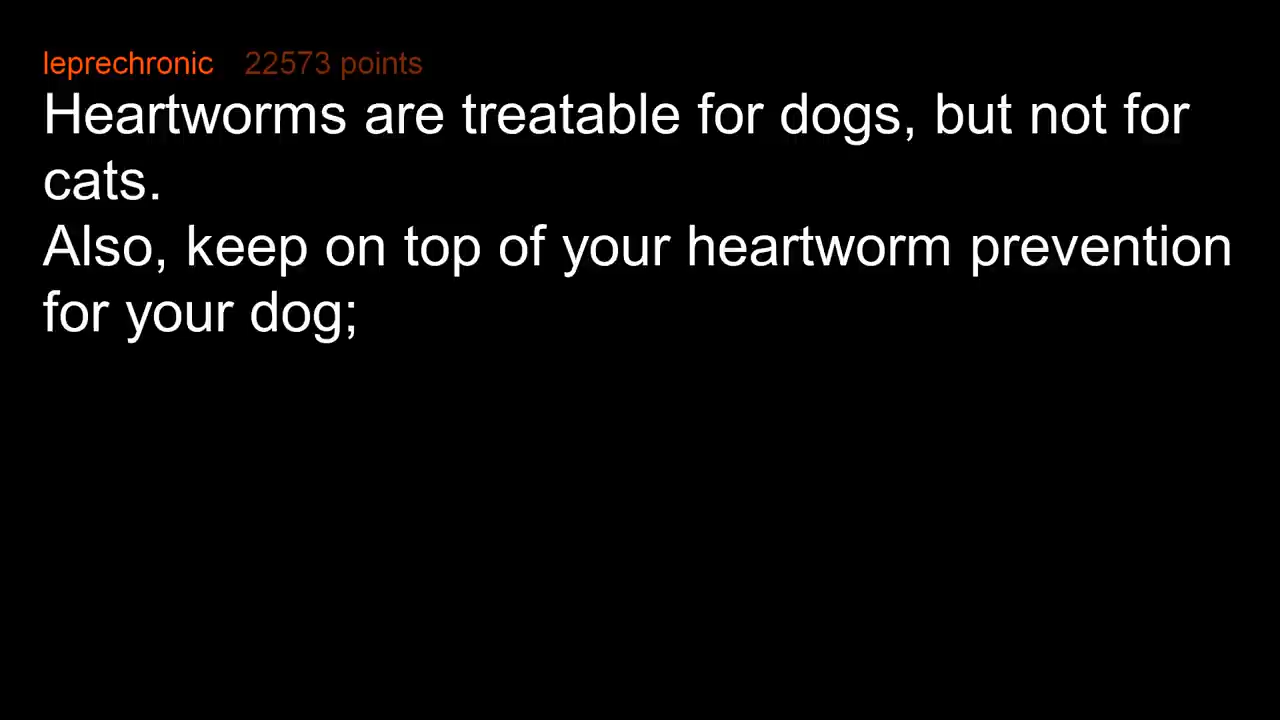 leprechronic 22573 points
Heartworms are treatable for dogs, but not for
cats.
Also, keep on top of your heartworm prevention
for your dog;